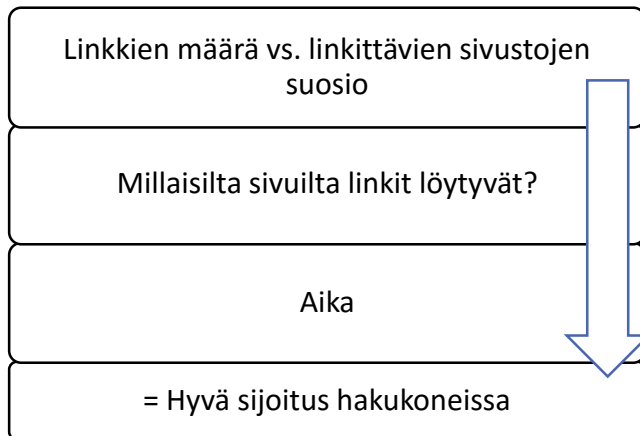 Linkkien määrä vs. linkittävien sivustojen
suosio
Millaisilta sivuilta linkit löytyvät?
Aika
= Hyvä sijoitus hakukoneissa